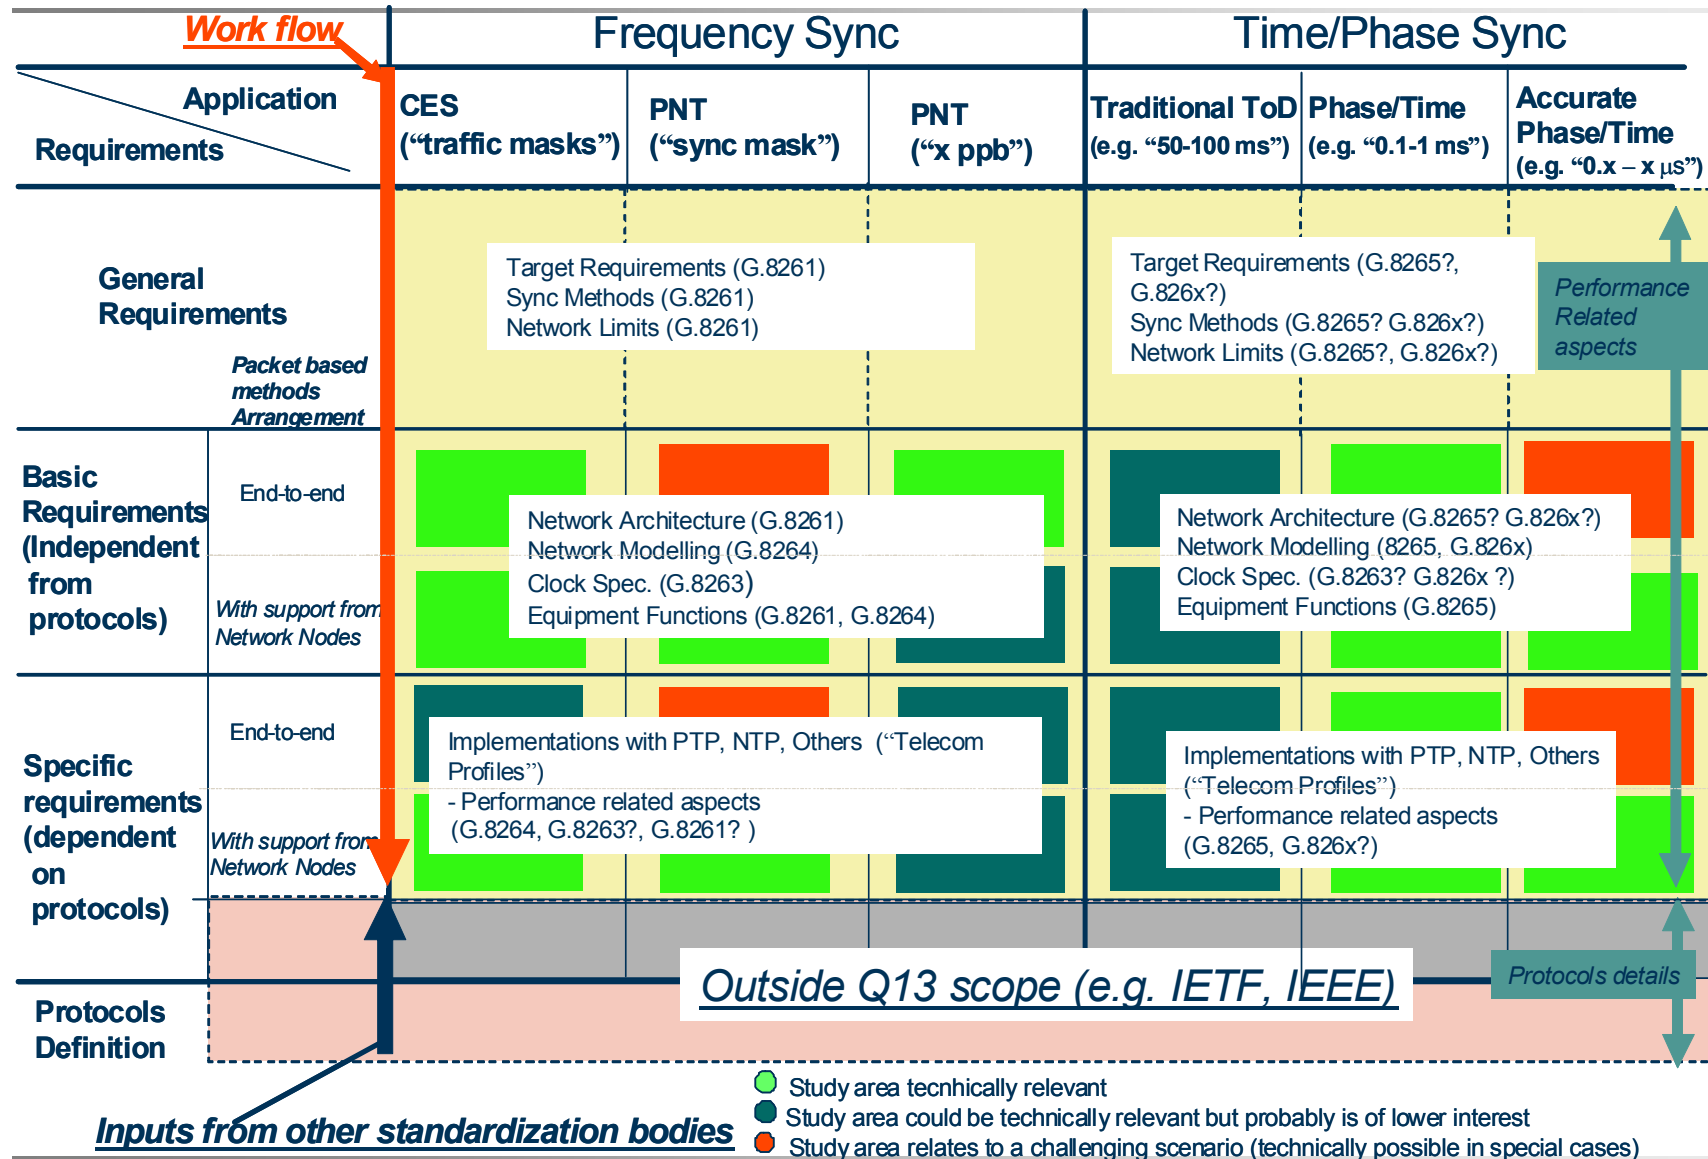 Work flow
Frequency Sync
Time/Phase Sync
Application
Requirements
CES
(“traffic masks”)
PNT
(“sync mask”)
PNT
(“x ppb”)
Traditional ToD
(e.g. “50-100 ms”)
Phase/Time
(e.g. “0.1-1 ms”)
Accurate
Phase/Time
(e.g. “0.x – x μs”)
General
Requirements
Target Requirements (G.8261)
Sync Methods (G.8261)
Network Limits (G.8261)
Target Requirements (G.8265?,
G.826x?)
Sync Methods (G.8265? G.826x?)
Network Limits (G.8265?, G.826x?)
Performance
Related
aspects
Packet based
methods
Arrangement
Basic
Requirements
(Independent
from
protocols)
End-to-end
With support from
Network Nodes
Network Architecture (G.8261)
Network Modelling (G.8264)
Clock Spec. (G.8263)
Equipment Functions (G.8261, G.8264)
Network Architecture (G.8265? G.826x?)
Network Modelling (8265, G.826x)
Clock Spec. (G.8263? G.826x ?)
Equipment Functions (G.8265)
Specific
requirements
(dependent
on
protocols)
End-to-end
With support from
Network Nodes
Implementations with PTP, NTP, Others (“Telecom
Profiles”)
- Performance related aspects
(G.8264, G.8263?, G.8261? )
Implementations with PTP, NTP, Others
(“Telecom Profiles”)
- Performance related aspects
(G.8265, G.826x?)
Outside Q13 scope (e.g. IETF, IEEE)
Protocols details
Protocols
Definition
Inputs from other standardization bodies
Study area tecnhically relevant
Study area could be technically relevant but probably is of lower interest
Study area relates to a challenging scenario (technically possible in special cases)